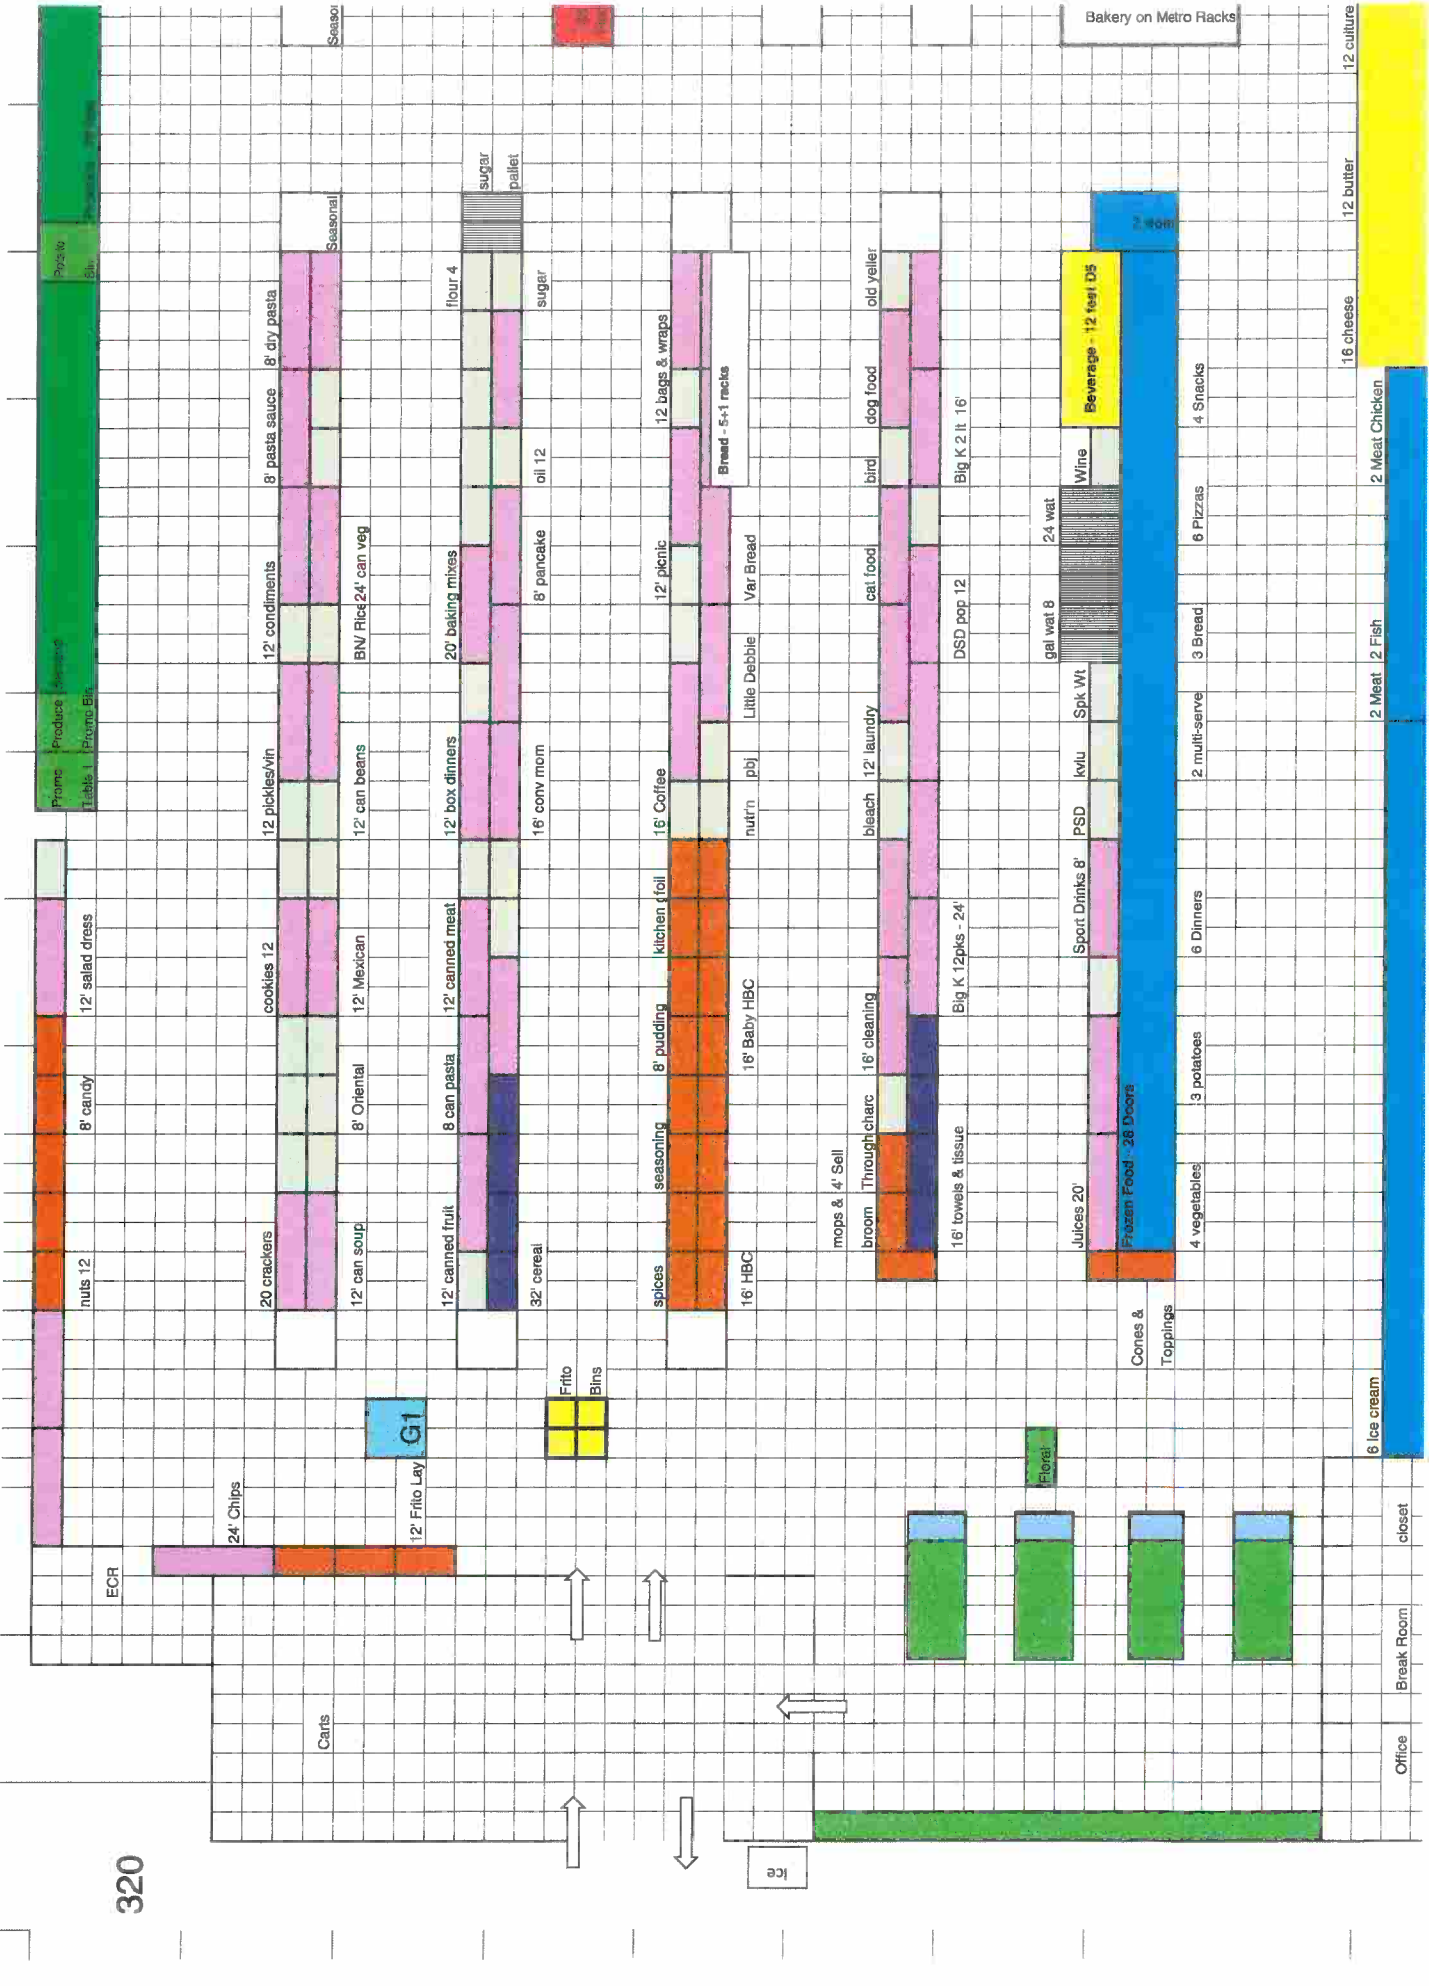 Seasor
Bakery on Metro Racks
12 culture
sugar
pallet
12 butter
Seasonal
Potato
Bin
8' dry pasta
flour 4
sugar
12 bags & wraps
old yeller
Beverage - 12 feet D5
16 cheese
8' pasta sauce
oil 12
Bread - 5+1 racks
dog food
bird
Big K 2 lt 16'
Wine
4 Snacks
2 Meat Chicken
12' condiments
BN/ Rice
24' can veg
20' baking mixes
8' pancake
12' picnic
Var Bread
cat food
DSD pop 12
24 wat
gal wat 8
6 Pizzas
3 Bread
2 Fish
Promo
Table 1
Produce
Promo Bin
12 pickles/vin
12' can beans
12' box dinners
16' conv mom
16' Coffee
Little Debbie
pbj
nutr'n
12' laundry
bleach
Spk Wt
kvlu
PSD
2 multi-serve
2 Meat
12' salad dress
cookies 12
12' Mexican
12' canned meat
kitchen gfoil
16' Baby HBC
Big K 12pks - 24'
Sport Drinks 8'
6 Dinners
8' candy
8' Oriental
8 can pasta
8' pudding
seasoning
16' cleaning
charc
Through
4' Sell
mops &
broom
16' towels & tissue
Juices 20'
Frozen Food - 28 Doors
3 potatoes
4 vegetables
nuts 12
20 crackers
12' can soup
12' canned fruit
32' cereal
spices
16' HBC
Cones &
Toppings
G1
Frito
Bins
6 Ice cream
24' Chips
12' Frito Lay
Floral
closet
ECR
Break Room
Carts
Office
Ice
320